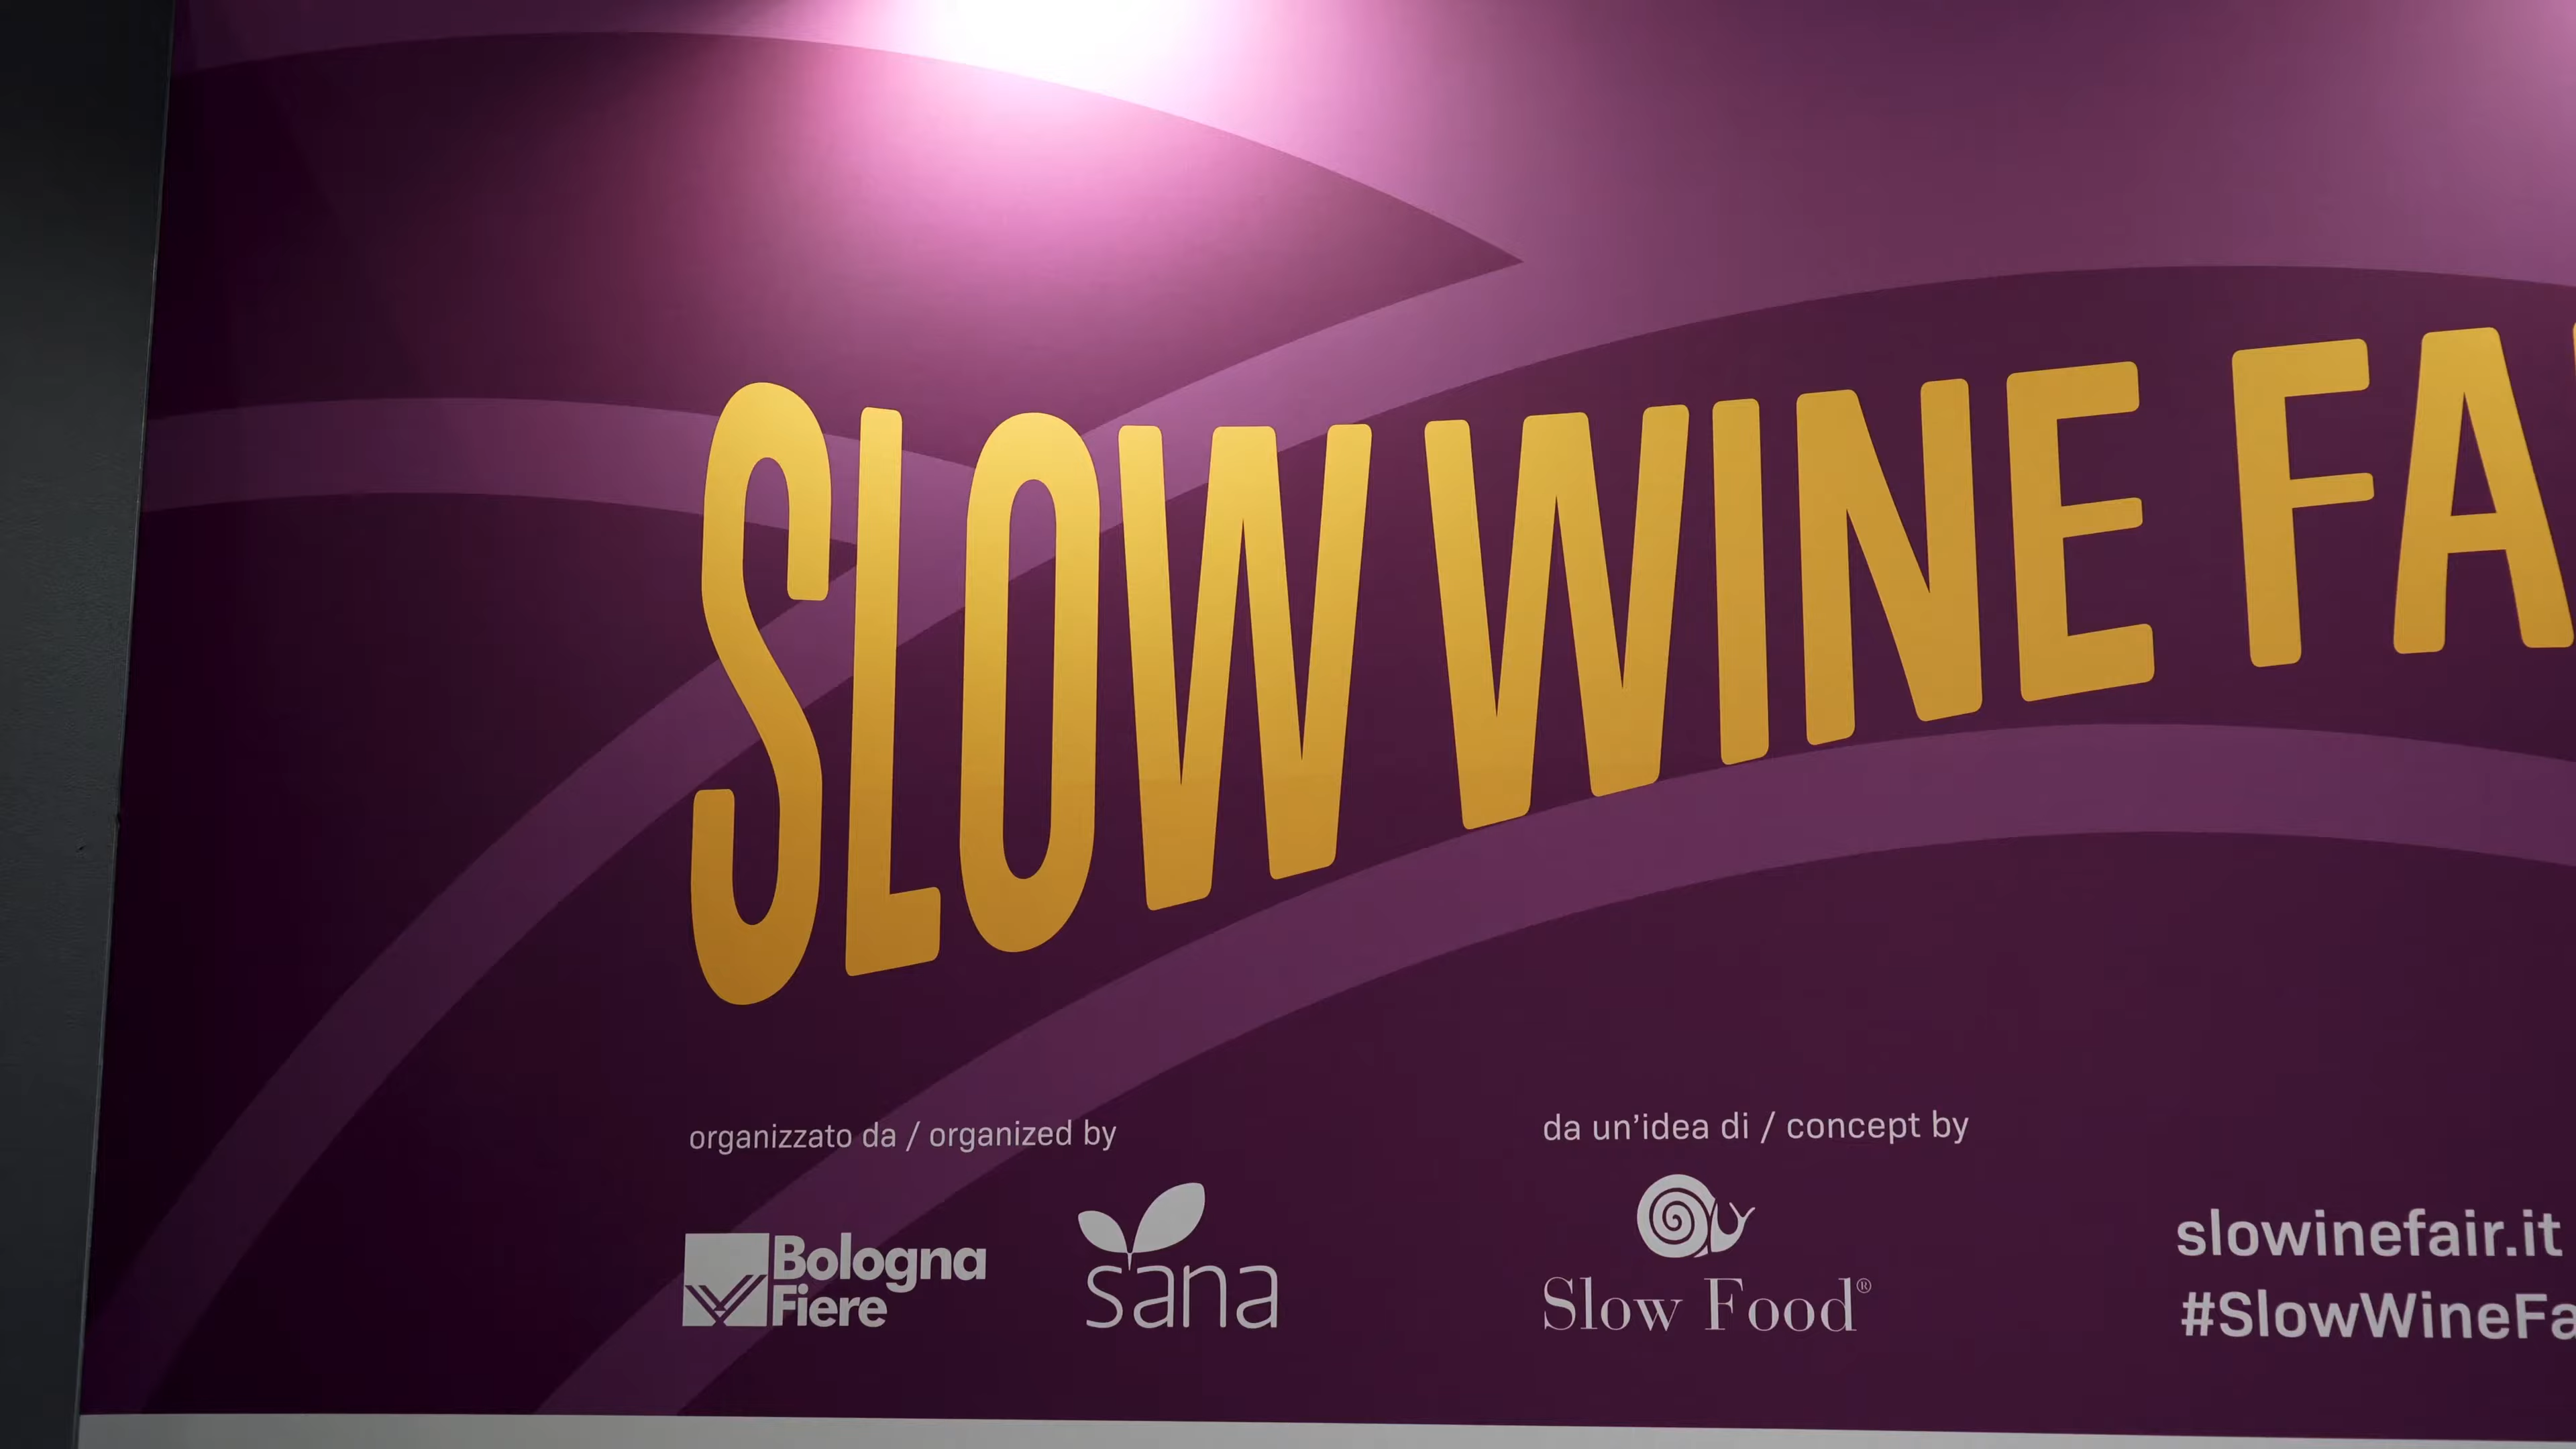 SLOW WINE FA
organizzato da / organized by
Bologna
Fiere
sana
da un'idea di / concept by
Slow Food®
slowinefair.it
#SlowWineFa